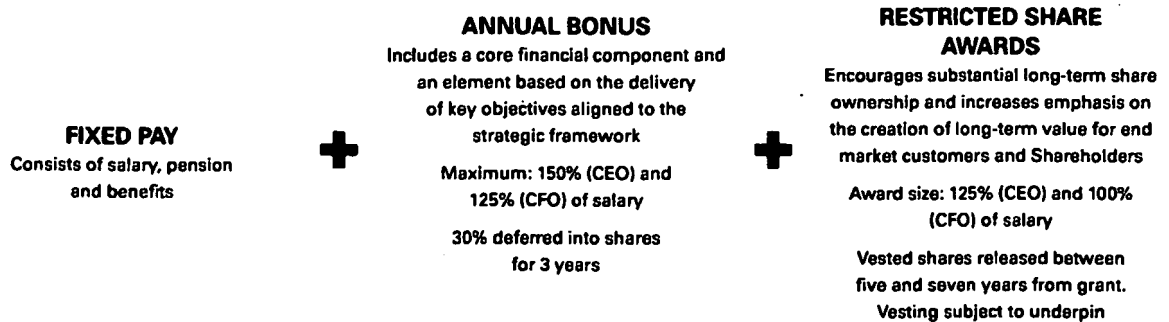 FIXED PAY
Consists of salary, pension
and benefits
+
ANNUAL BONUS
Includes a core financial component and
an element based on the delivery
of key objectives aligned to the
strategic framework
Maximum: 150% (CEO) and
125% (CFO) of salary
30% deferred into shares
for 3 years
+
RESTRICTED SHARE
AWARDS
Encourages substantial long-term share
ownership and increases emphasis on
the creation of long-term value for end
market customers and Shareholders
Award size: 125% (CEO) and 100%
(CFO) of salary
Vested shares released between
five and seven years from grant.
Vesting subject to underpin